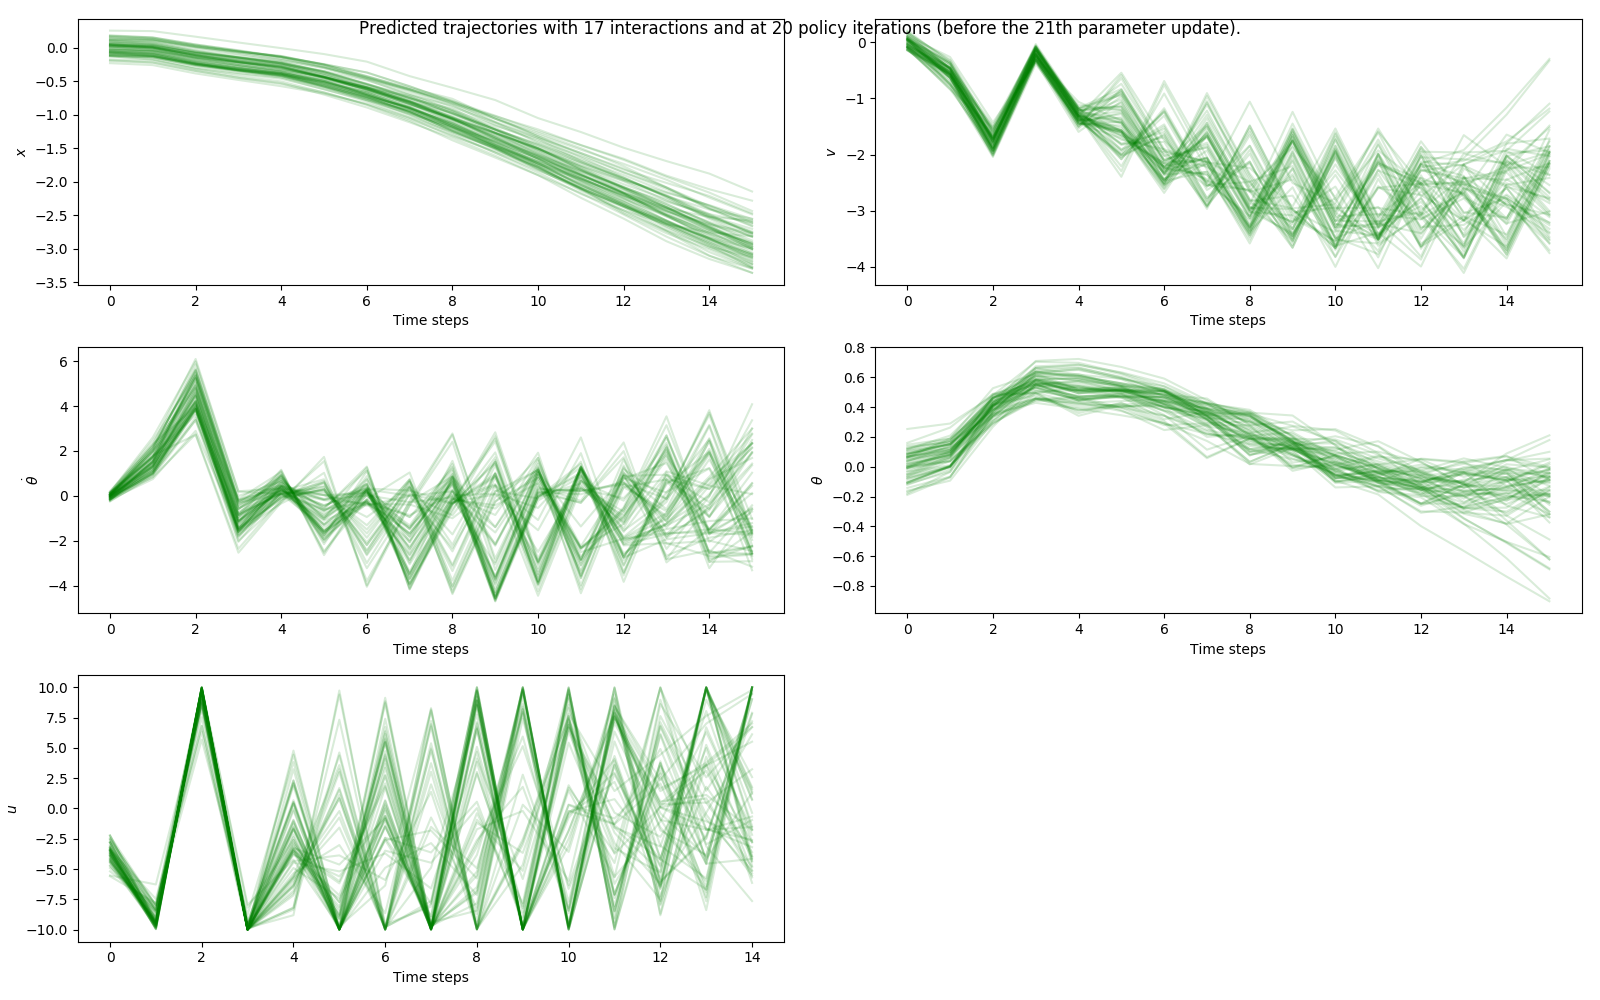 Predicted trajectories with 17 interactions and at 20 policy iterations (before the 21th parameter update).
0.0
−0.5
−1.0
−1.5
−2.0
−2.5
−3.0
−3.5
x
0 2 4 6 8 10 12 14
Time steps
0
−1
−2
−3
−4
v
0 2 4 6 8 10 12 14
Time steps
6
4
2
0
−2
−4
θ̇
0 2 4 6 8 10 12 14
Time steps
0.8
0.6
0.4
0.2
0.0
−0.2
−0.4
−0.6
−0.8
θ
0 2 4 6 8 10 12 14
Time steps
10.0
7.5
5.0
2.5
0.0
−2.5
−5.0
−7.5
−10.0
u
0 2 4 6 8 10 12 14
Time steps